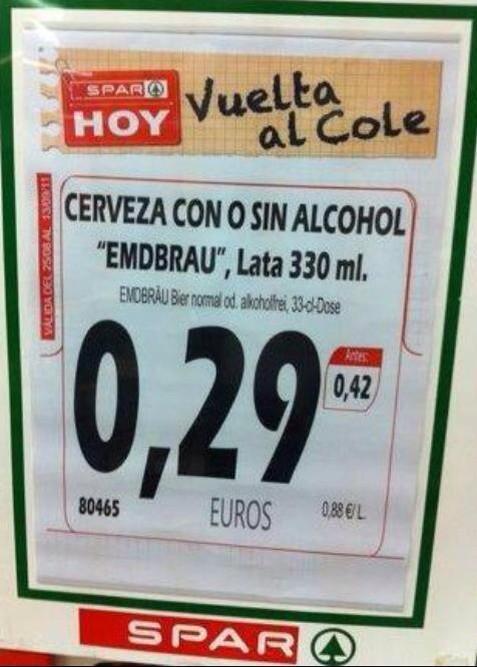 SPAR
HOY
Vuelta
al Cole
VÁLIDA DEL 25/08 AL 13/09/11
CERVEZA CON O SIN ALCOHOL
"EMDBRAU", Lata 330 ml.
EMDBRÄU Bier normal od. alkoholfrei, 33-cl-Dose
0,29
Antes:
0,42
80465
EUROS
0,88 €/L
SPAR